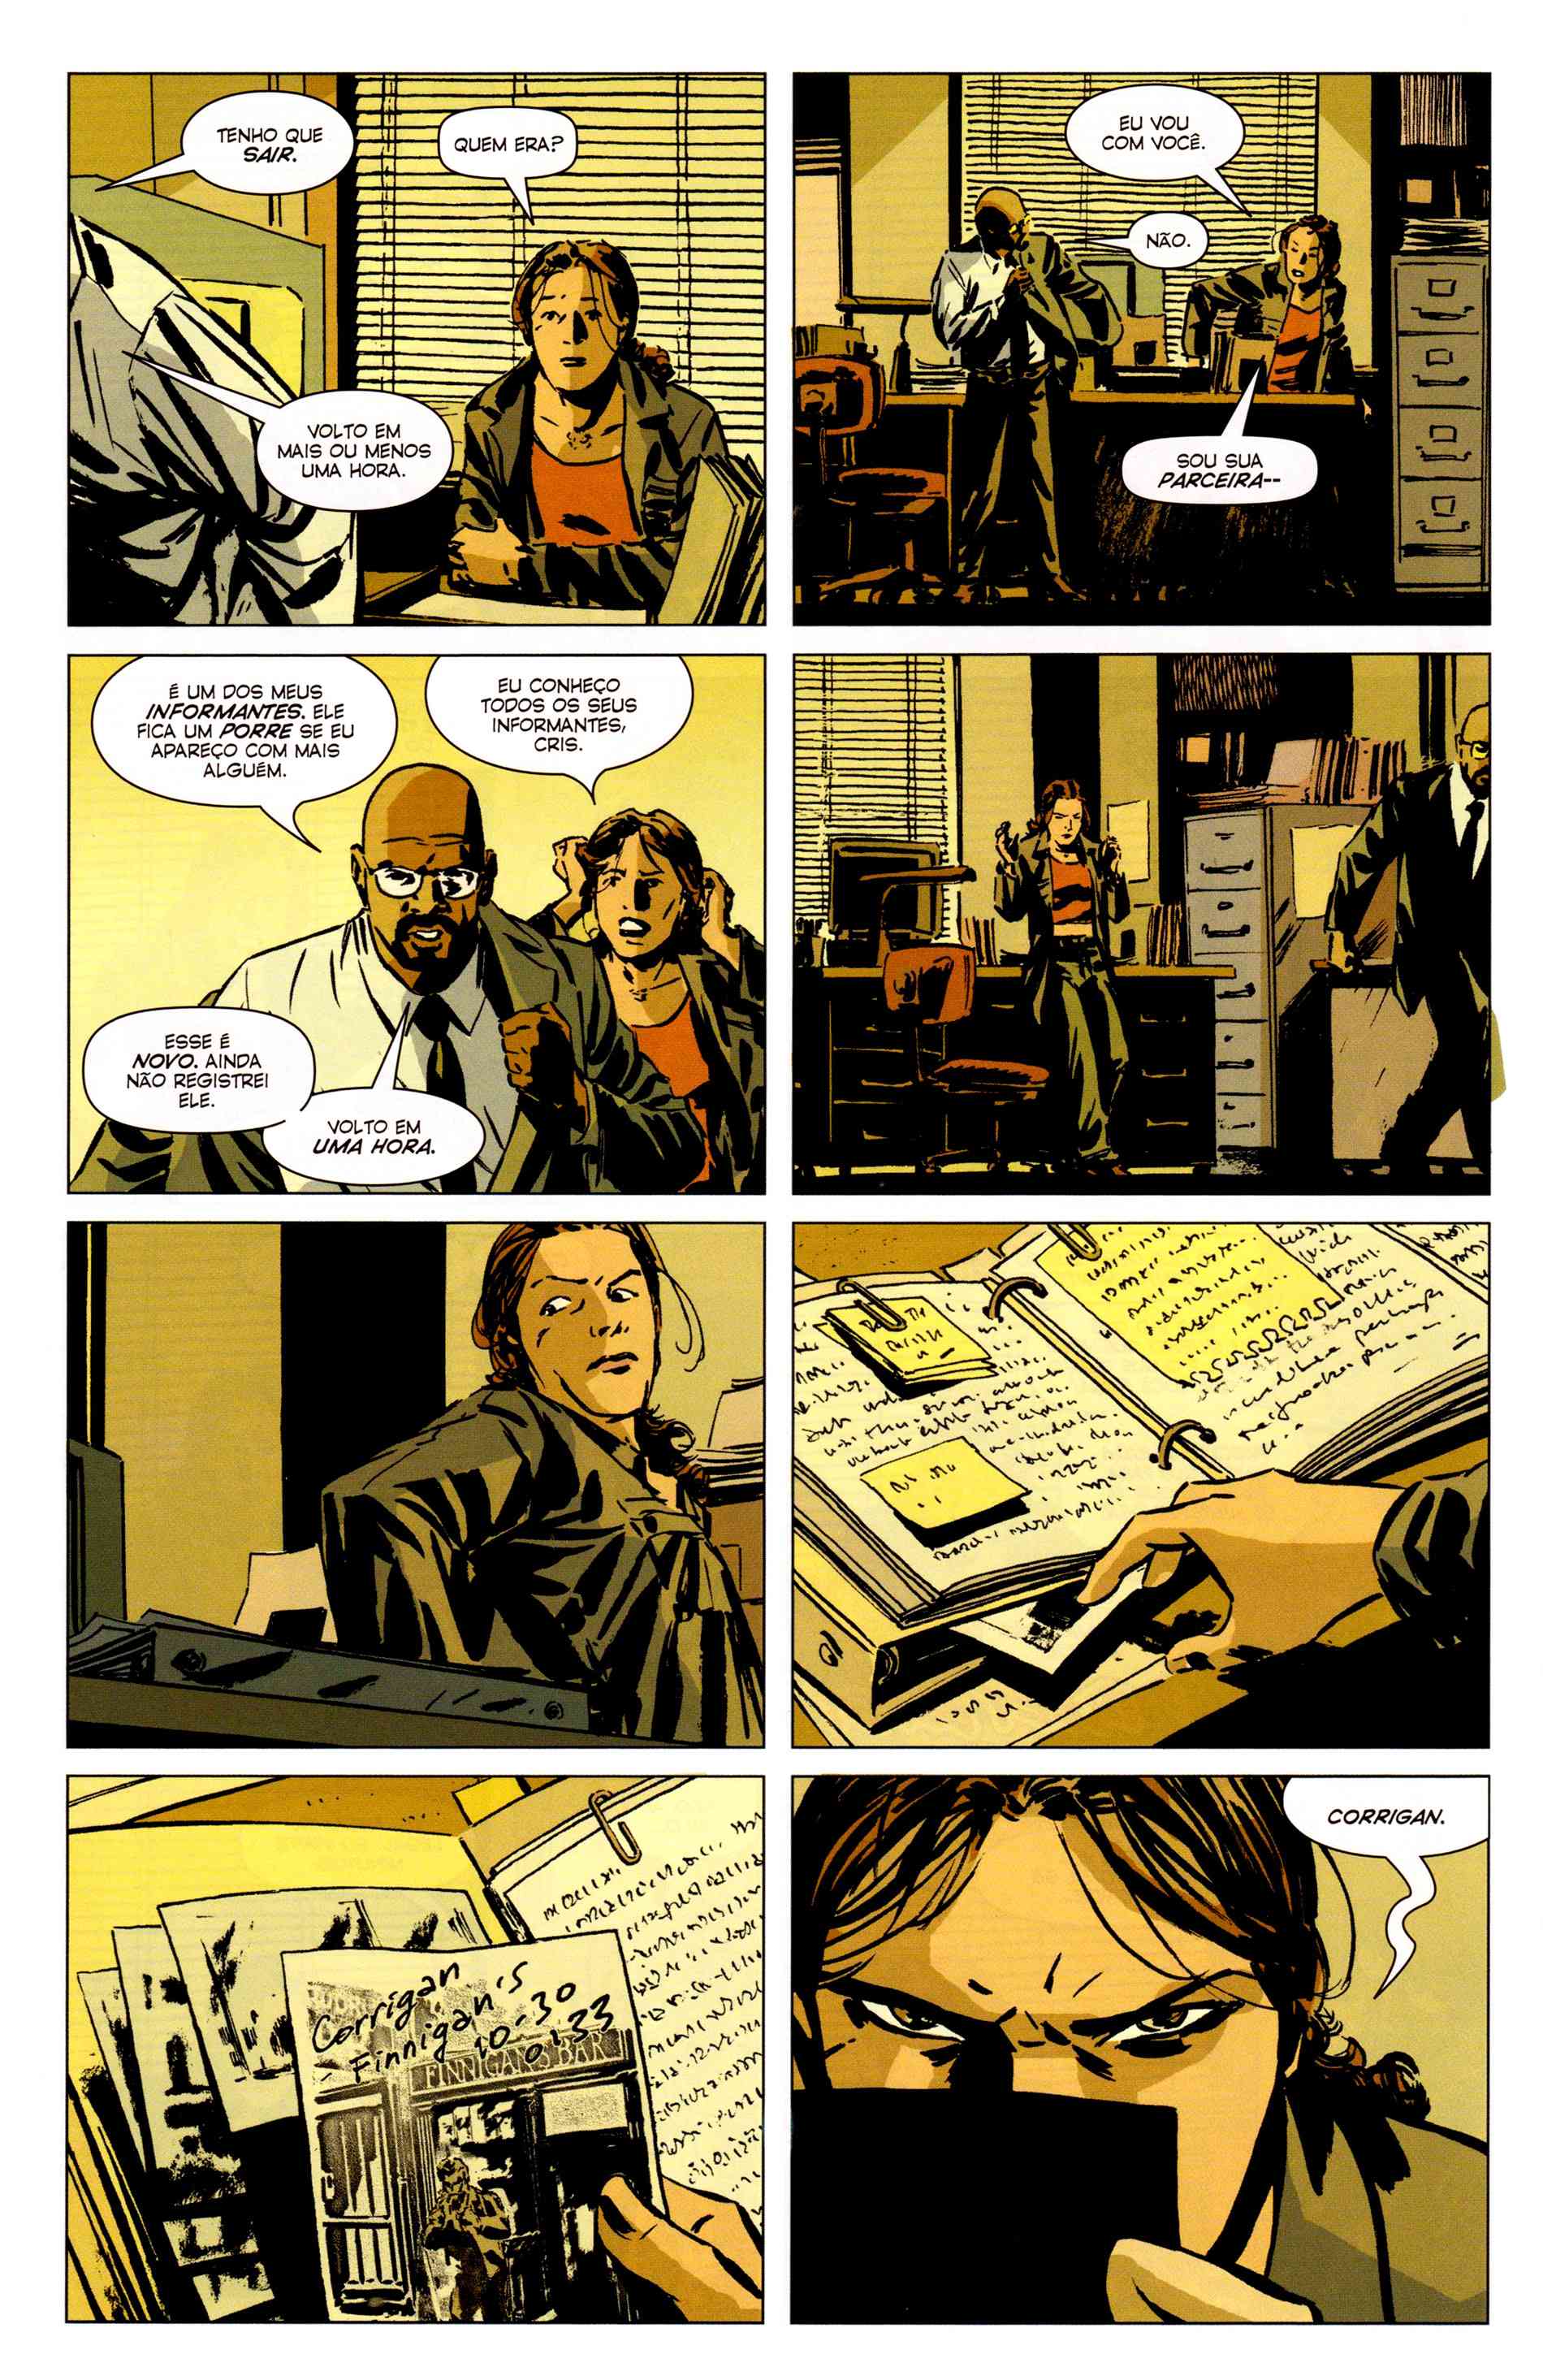 TENHO QUE
SAIR.
QUEM ERA?
VOLTO EM
MAIS OU MENOS
UMA HORA.
EU VOU
COM VOCÊ.
NÃO.
SOU SUA
PARCEIRA--
É UM DOS MEUS
INFORMANTES. ELE
FICA UM PORRE SE EU
APAREÇO COM MAIS
ALGUÉM.
EU CONHEÇO
TODOS OS SEUS
INFORMANTES,
CRIS.
ESSE É
NOVO. AINDA
NÃO REGISTREI
ELE.
VOLTO EM
UMA HORA.
Corrigan
Finnigan's
10-30
0133
FINNIGAN'S BAR
CORRIGAN.